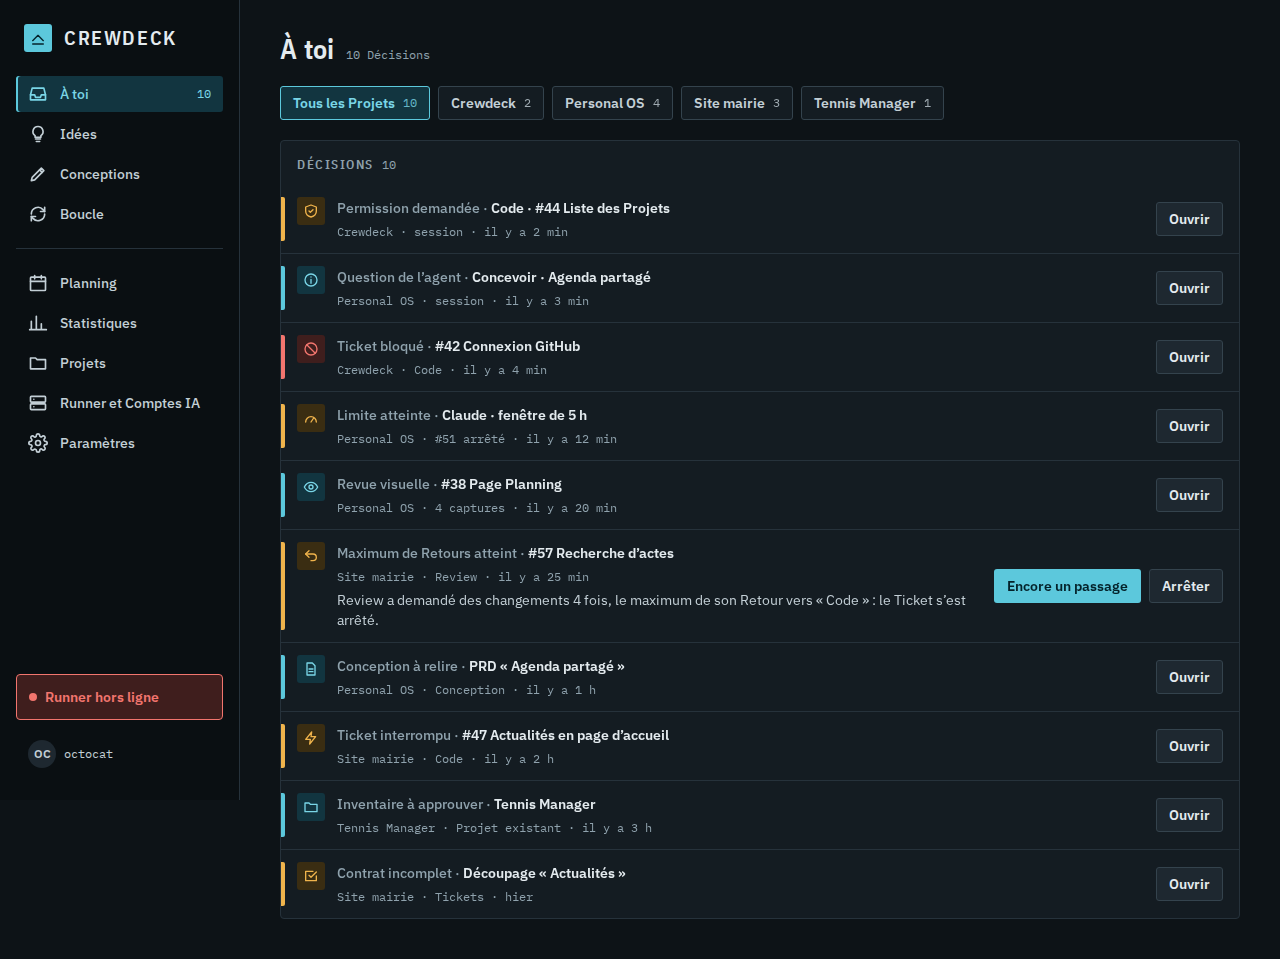 CREWDECK
À toi 10
Idées
Conceptions
Boucle
Planning
Statistiques
Projets
Runner et Comptes IA
Paramètres
Runner hors ligne
OC octocat
À toi 10 Décisions
Tous les Projets 10 Crewdeck 2 Personal OS 4 Site mairie 3 Tennis Manager 1
DÉCISIONS 10
Permission demandée · Code · #44 Liste des Projets
Crewdeck · session · il y a 2 min
Ouvrir
Question de l’agent · Concevoir · Agenda partagé
Personal OS · session · il y a 3 min
Ouvrir
Ticket bloqué · #42 Connexion GitHub
Crewdeck · Code · il y a 4 min
Ouvrir
Limite atteinte · Claude · fenêtre de 5 h
Personal OS · #51 arrêté · il y a 12 min
Ouvrir
Revue visuelle · #38 Page Planning
Personal OS · 4 captures · il y a 20 min
Ouvrir
Maximum de Retours atteint · #57 Recherche d’actes
Site mairie · Review · il y a 25 min
Review a demandé des changements 4 fois, le maximum de son Retour vers « Code » : le Ticket s’est
arrêté.
Encore un passage Arrêter
Conception à relire · PRD « Agenda partagé »
Personal OS · Conception · il y a 1 h
Ouvrir
Ticket interrompu · #47 Actualités en page d’accueil
Site mairie · Code · il y a 2 h
Ouvrir
Inventaire à approuver · Tennis Manager
Tennis Manager · Projet existant · il y a 3 h
Ouvrir
Contrat incomplet · Découpage « Actualités »
Site mairie · Tickets · hier
Ouvrir